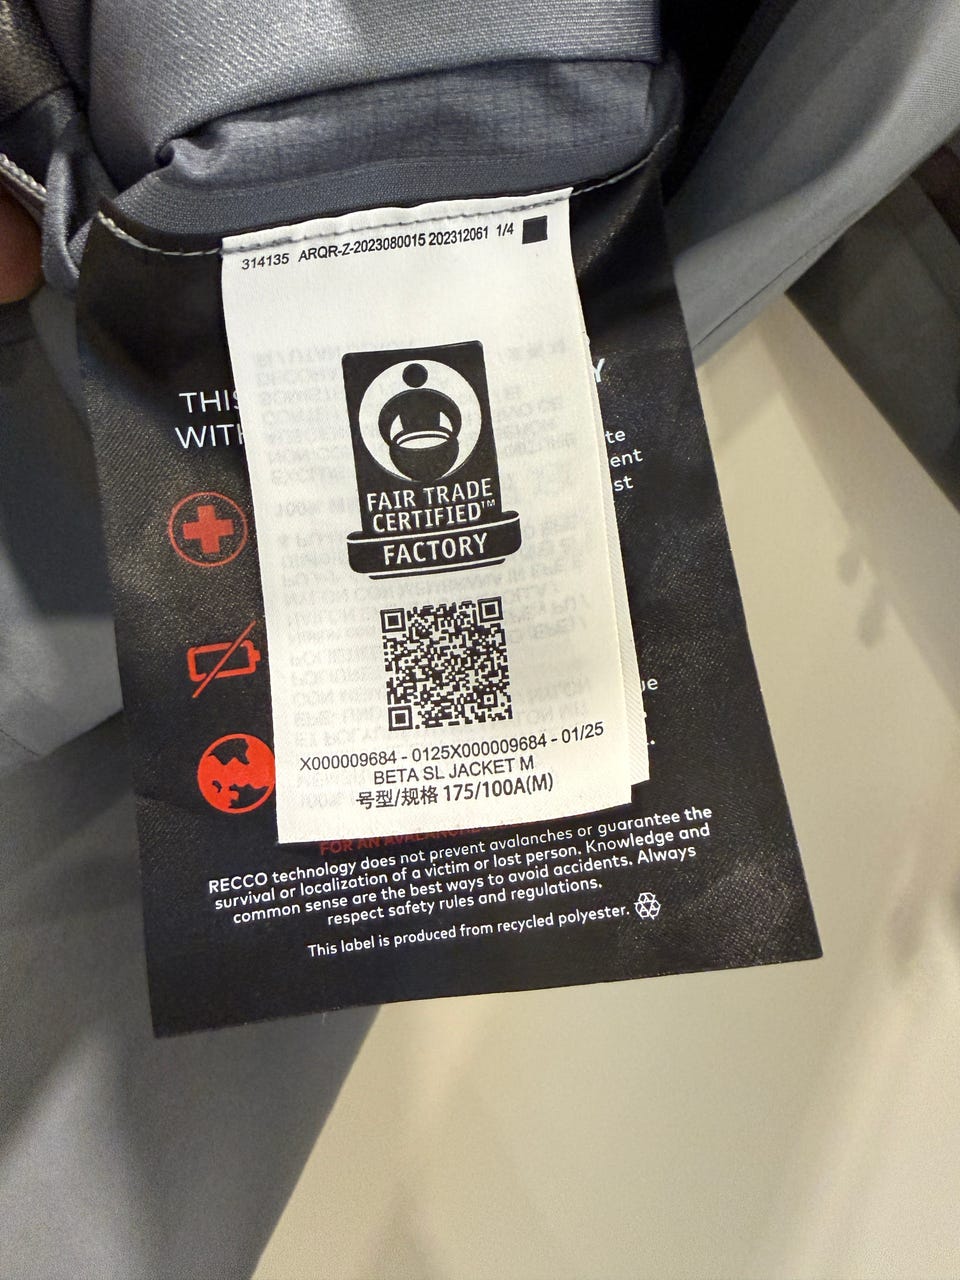 314135 ARQR-Z-2023080015 202312061 1/4
THIS
WITH
Y
te
ent
st
FAIR TRADE
CERTIFIED™
FACTORY
ue
X000009684 - 0125X000009684 - 01/25
BETA SL JACKET M
号型/规格 175/100A(M)
FOR AN AVALANCHE
RECCO technology does not prevent avalanches or guarantee the
survival or localization of a victim or lost person. Knowledge and
common sense are the best ways to avoid accidents. Always
respect safety rules and regulations.
This label is produced from recycled polyester.